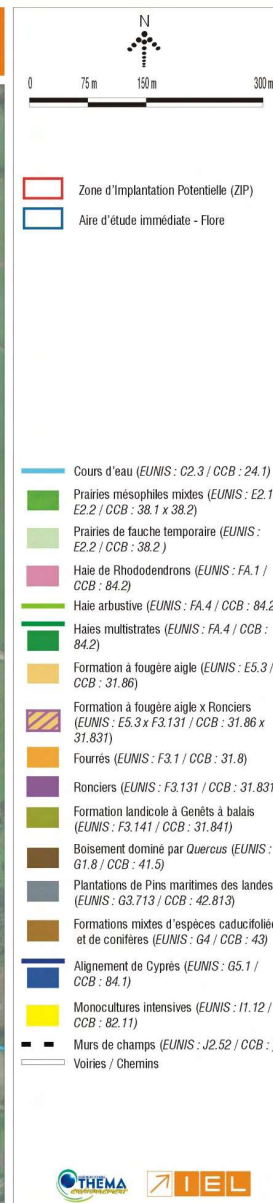 N
0 75 m 150 m 300 m
Zone d'Implantation Potentielle (ZIP)
Aire d'étude immédiate - Flore
Cours d'eau (EUNIS : C2.3 / CCB : 24.1)
Prairies mésophiles mixtes (EUNIS : E2.1
E2.2 / CCB : 38.1 x 38.2)
Prairies de fauche temporaire (EUNIS :
E2.2 / CCB : 38.2 )
Haie de Rhododendrons (EUNIS : FA.1 /
CCB : 84.2)
Haie arbustive (EUNIS : FA.4 / CCB : 84.2
Haies multistrates (EUNIS : FA.4 / CCB :
84.2)
Formation à fougère aigle (EUNIS : E5.3 /
CCB : 31.86)
Formation à fougère aigle x Ronciers
(EUNIS : E5.3 x F3.131 / CCB : 31.86 x
31.831)
Fourrés (EUNIS : F3.1 / CCB : 31.8)
Ronciers (EUNIS : F3.131 / CCB : 31.831
Formation landicole à Genêts à balais
(EUNIS : F3.141 / CCB : 31.841)
Boisement dominé par Quercus (EUNIS :
G1.8 / CCB : 41.5)
Plantations de Pins maritimes des landes
(EUNIS : G3.713 / CCB : 42.813)
Formations mixtes d'espèces caducifoliée
et de conifères (EUNIS : G4 / CCB : 43)
Alignement de Cyprès (EUNIS : G5.1 /
CCB : 84.1)
Monocultures intensives (EUNIS : I1.12 /
CCB : 82.11)
Murs de champs (EUNIS : J2.52 / CCB :
Voiries / Chemins
THEMA IEL